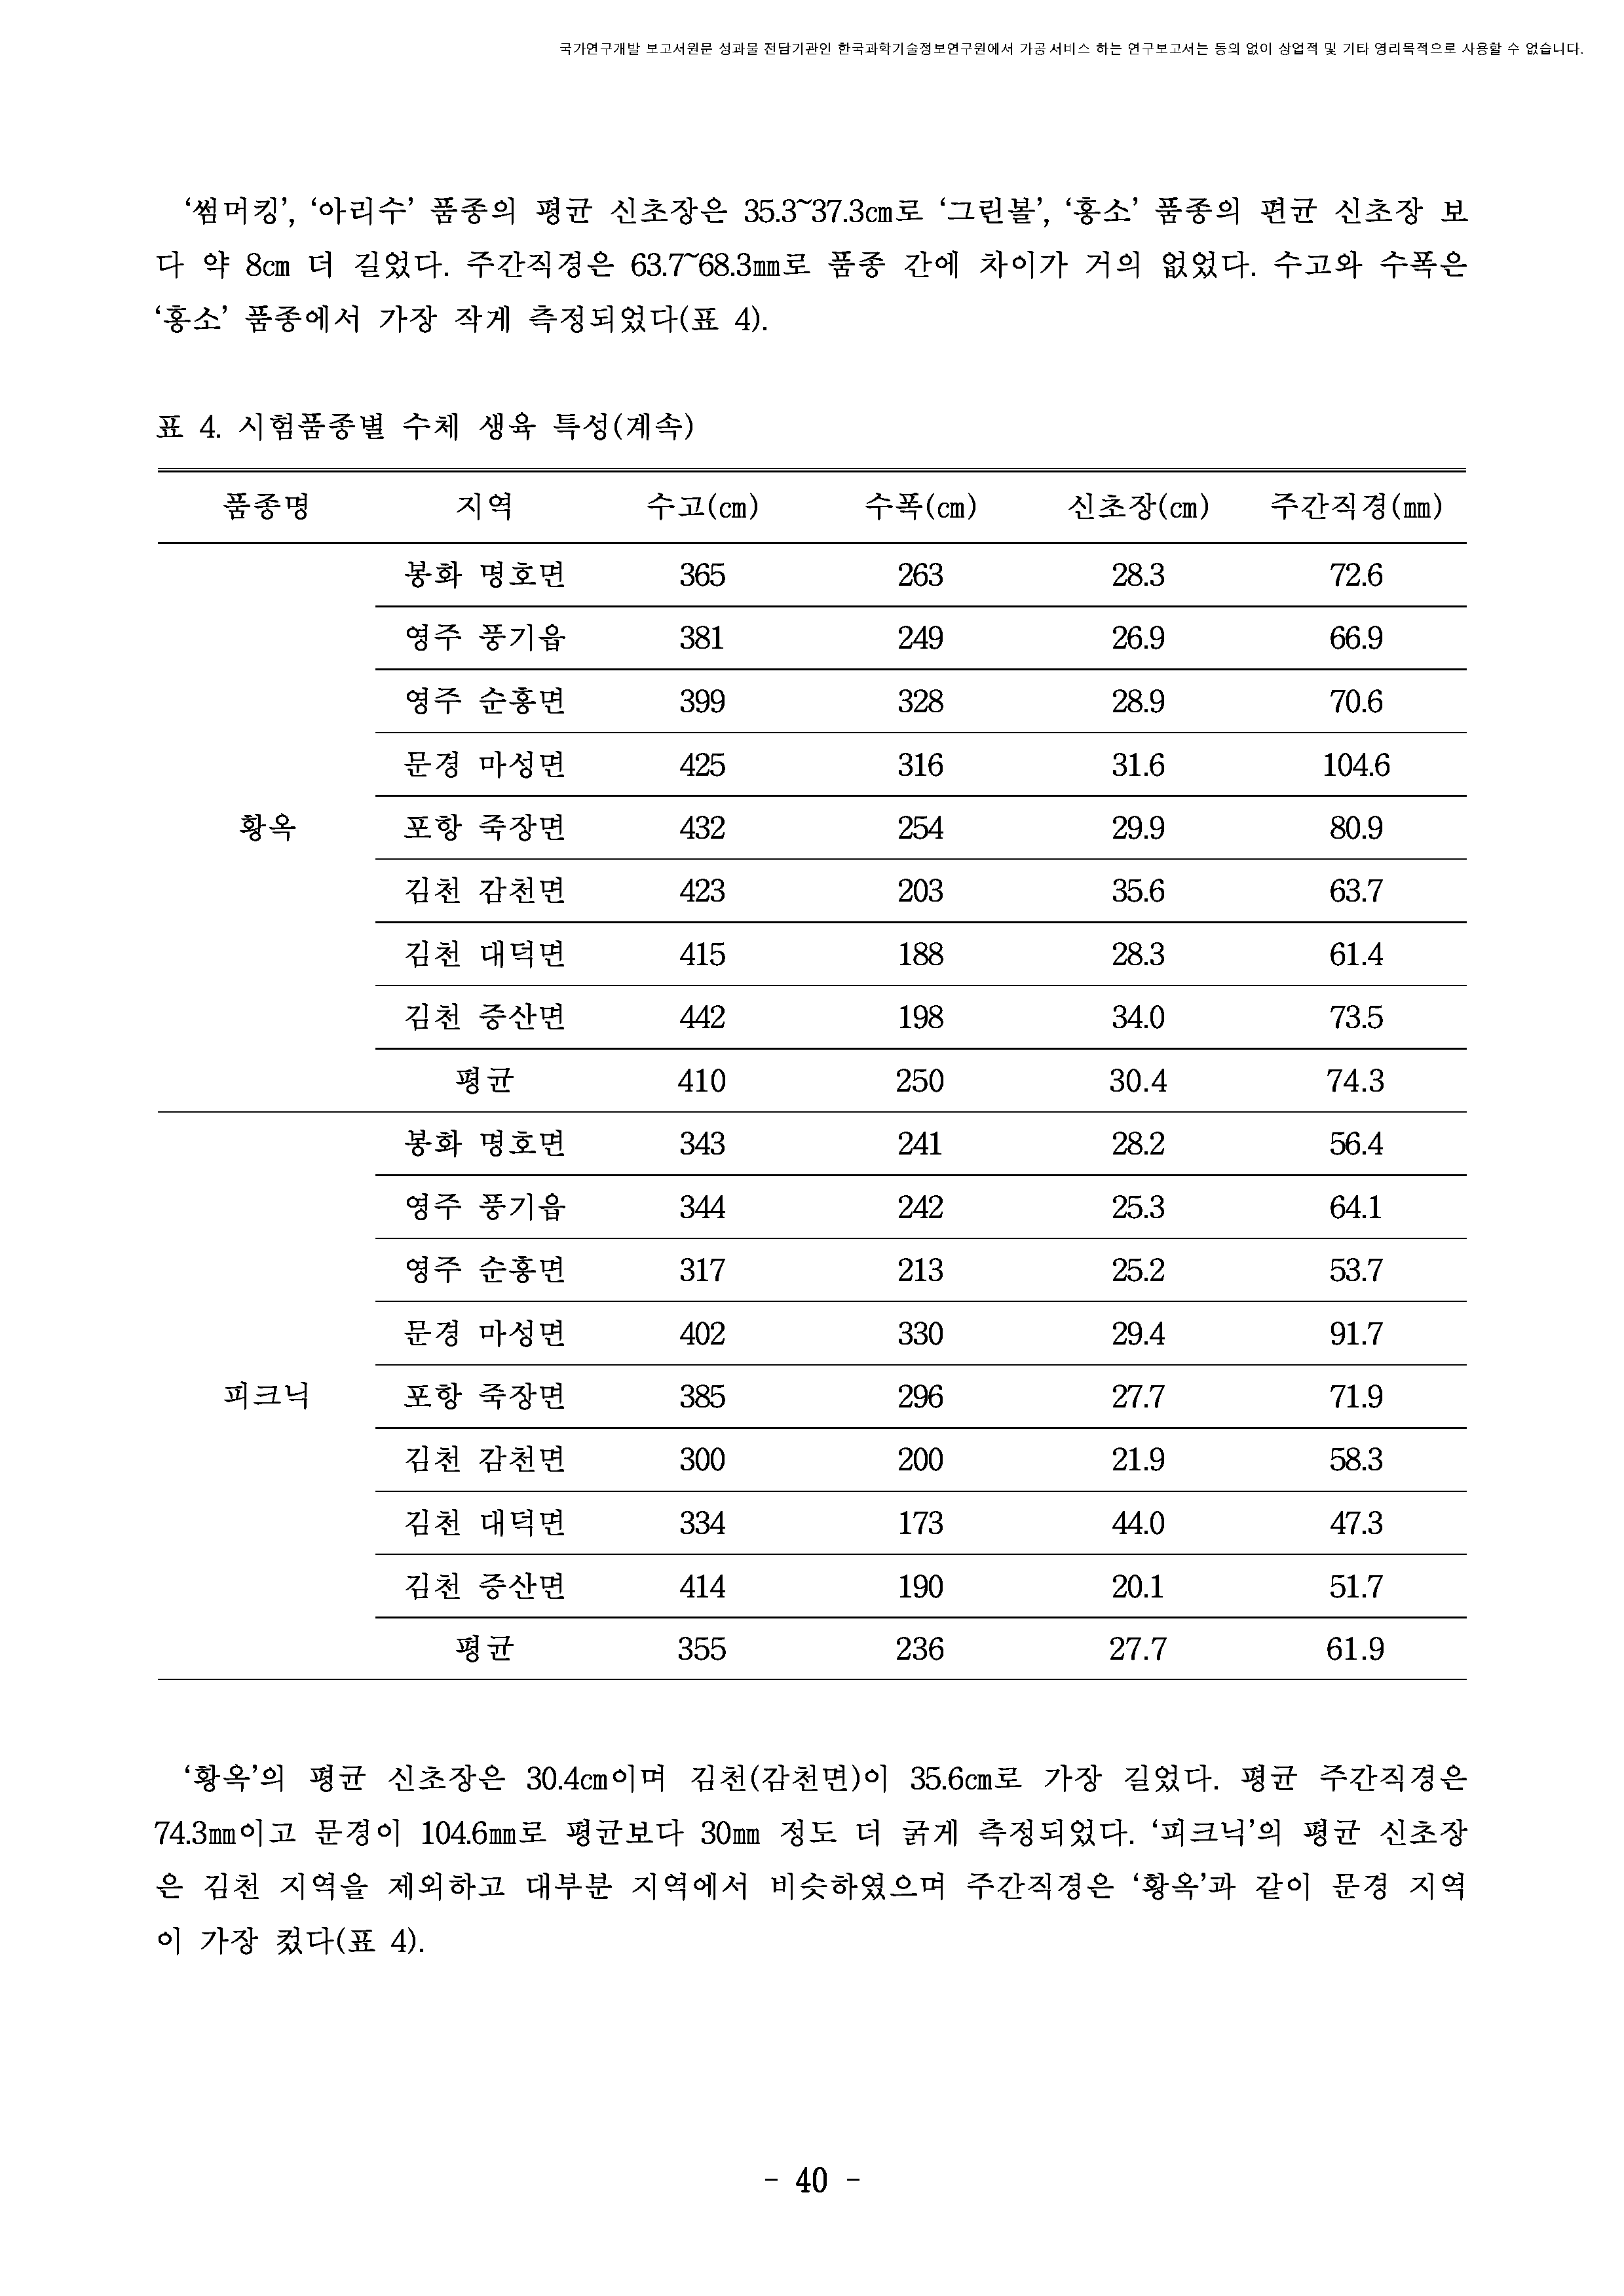 국가연구개발 보고서원문 성과물 전담기관인 한국과학기술정보연구원에서 가공·서비스 하는 연구보고서는 동의 없이 상업적 및 기타 영리목적으로 사용할 수 없습니다.
‘썸머킹’, ‘아리수’ 품종의 평균 신초장은 35.3~37.3㎝로 ‘그린볼’, ‘홍소’ 품종의 편균 신초장 보
다 약 8㎝ 더 길었다. 주간직경은 63.7~68.3㎜로 품종 간에 차이가 거의 없었다. 수고와 수폭은
‘홍소’ 품종에서 가장 작게 측정되었다(표 4).
표 4. 시험품종별 수체 생육 특성(계속)
품종명 지역 수고(㎝) 수폭(㎝) 신초장(㎝) 주간직경(㎜)
봉화 명호면 365 263 28.3 72.6
영주 풍기읍 381 249 26.9 66.9
영주 순흥면 399 328 28.9 70.6
문경 마성면 425 316 31.6 104.6
황옥 포항 죽장면 432 254 29.9 80.9
김천 감천면 423 203 35.6 63.7
김천 대덕면 415 188 28.3 61.4
김천 증산면 442 198 34.0 73.5
평균 410 250 30.4 74.3
봉화 명호면 343 241 28.2 56.4
영주 풍기읍 344 242 25.3 64.1
영주 순흥면 317 213 25.2 53.7
문경 마성면 402 330 29.4 91.7
피크닉 포항 죽장면 385 296 27.7 71.9
김천 감천면 300 200 21.9 58.3
김천 대덕면 334 173 44.0 47.3
김천 증산면 414 190 20.1 51.7
평균 355 236 27.7 61.9
‘황옥’의 평균 신초장은 30.4㎝이며 김천(감천면)이 35.6㎝로 가장 길었다. 평균 주간직경은
74.3㎜이고 문경이 104.6㎜로 평균보다 30㎜ 정도 더 굵게 측정되었다. ‘피크닉’의 평균 신초장
은 김천 지역을 제외하고 대부분 지역에서 비슷하였으며 주간직경은 ‘황옥’과 같이 문경 지역
이 가장 컸다(표 4).
- 40 -